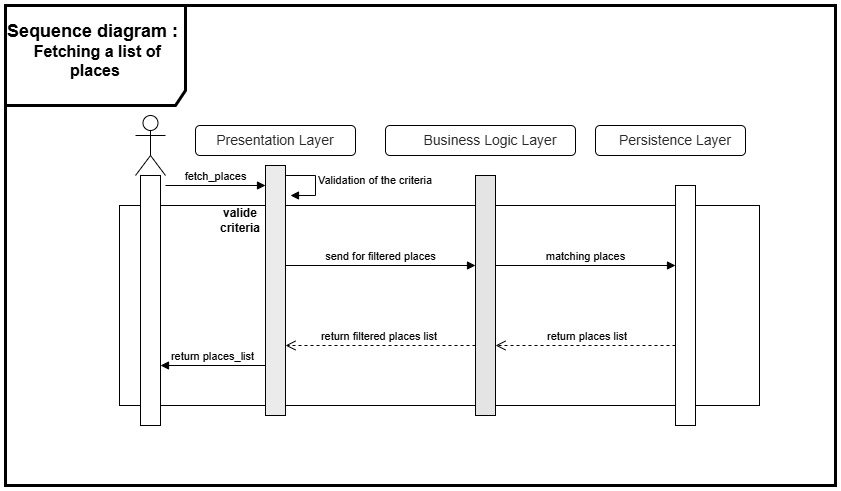 Sequence diagram :
Fetching a list of
places
Presentation Layer
Business Logic Layer
Persistence Layer
fetch_places
Validation of the criteria
valide
criteria
send for filtered places
matching places
return filtered places list
return places list
return places_list